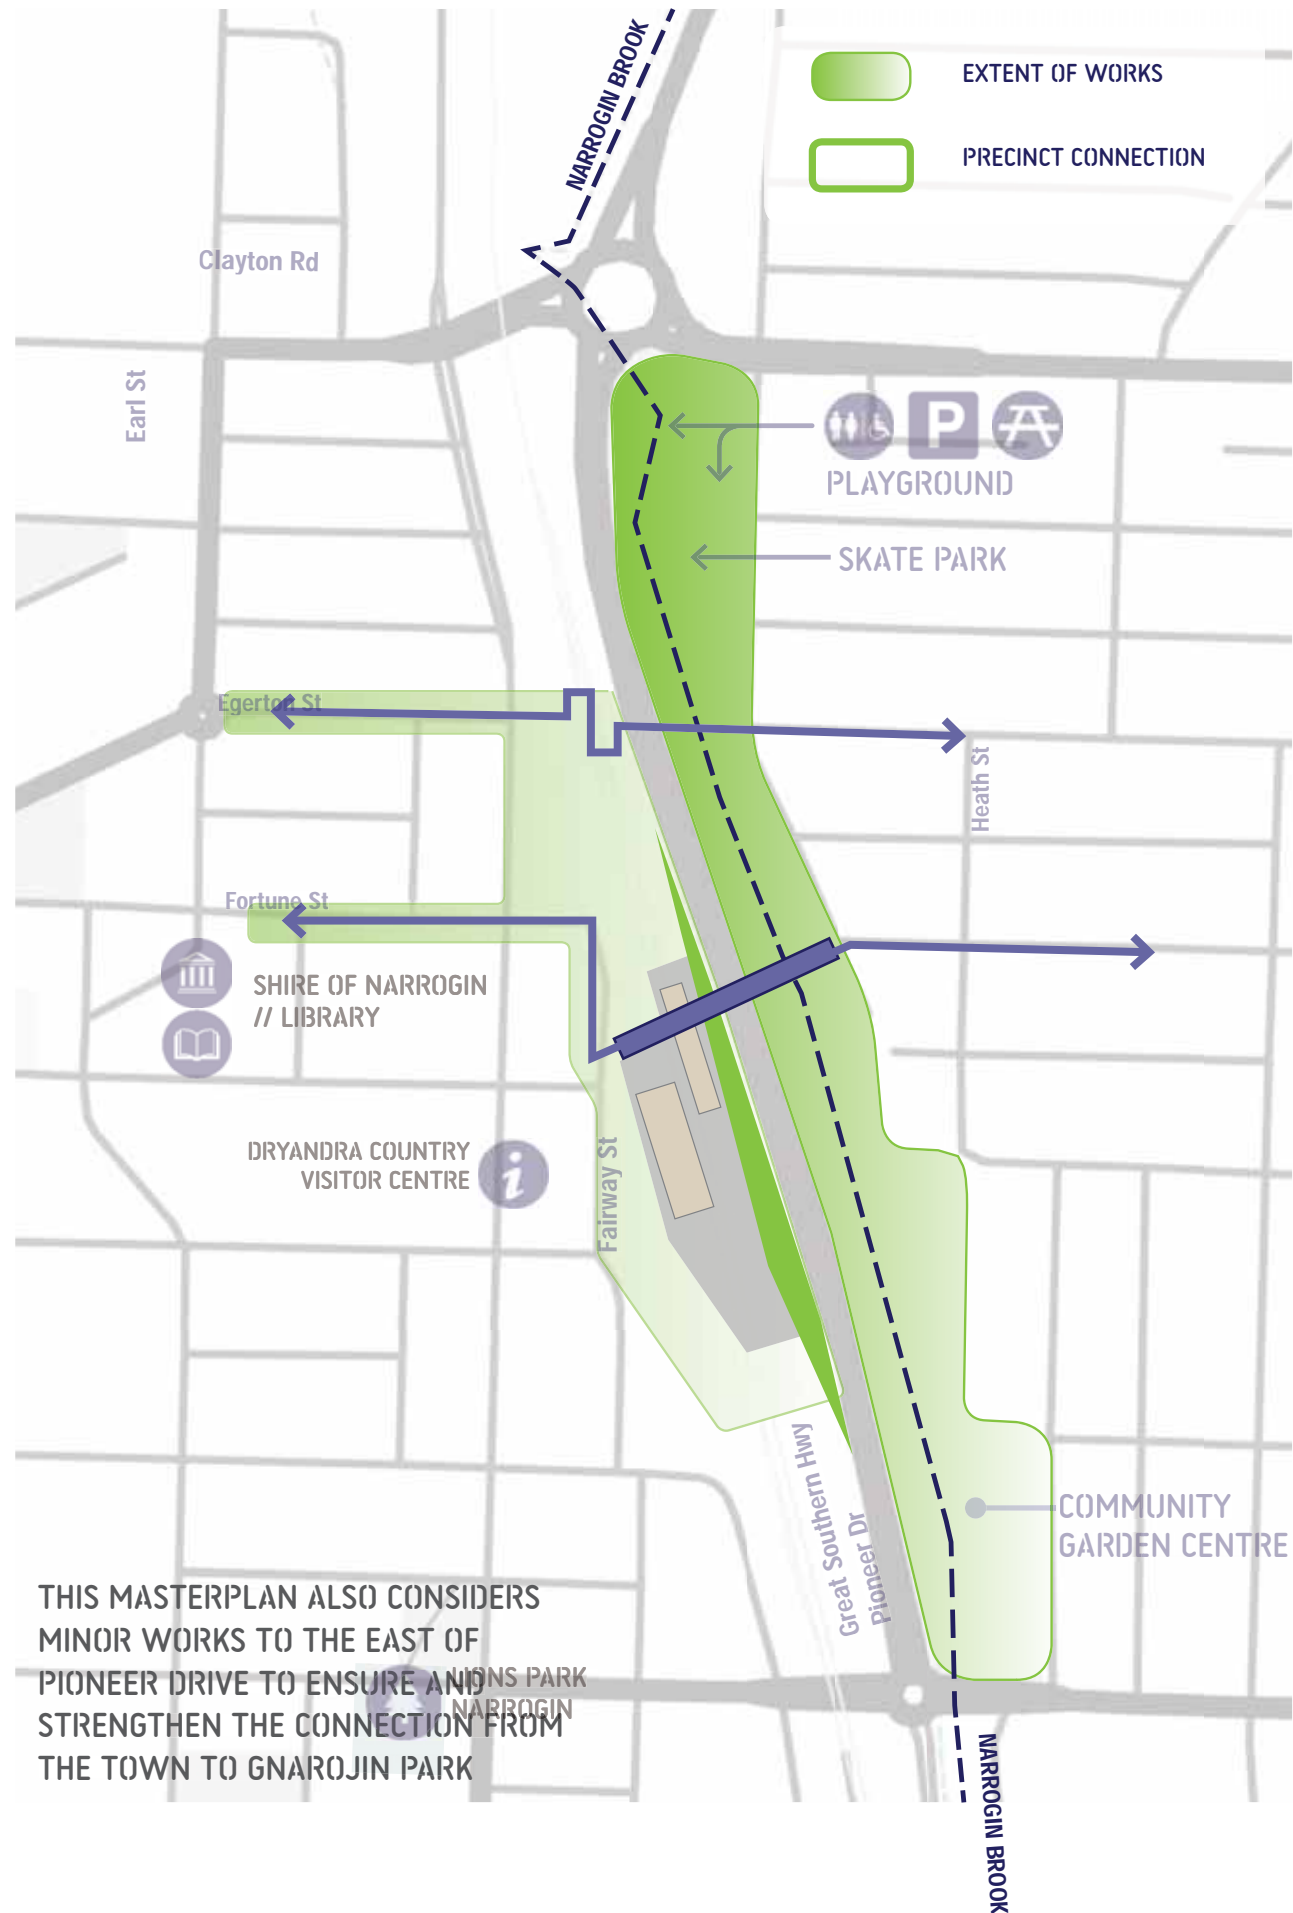 NARROGIN BROOK
EXTENT OF WORKS
PRECINCT CONNECTION
Clayton Rd
Earl St
P
PLAYGROUND
SKATE PARK
Egerton St
Heath St
Fortune St
SHIRE OF NARROGIN
// LIBRARY
DRYANDRA COUNTRY
VISITOR CENTRE
i
Fairway St
Great Southern Hwy
Pioneer Dr
COMMUNITY
GARDEN CENTRE
THIS MASTERPLAN ALSO CONSIDERS
MINOR WORKS TO THE EAST OF
PIONEER DRIVE TO ENSURE AND
STRENGTHEN THE CONNECTION FROM
THE TOWN TO GNAROJIN PARK
LIONS PARK
NARROGIN
NARROGIN BROOK